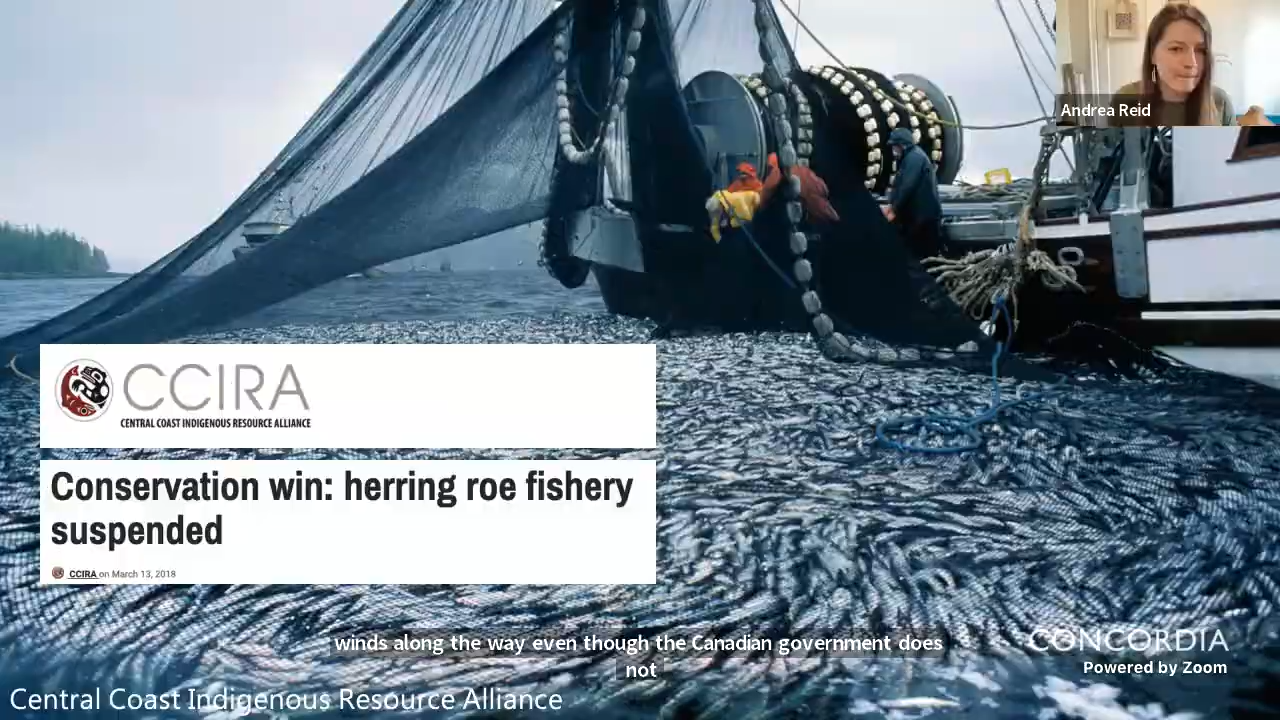 Andrea Reid
CCIRA
CENTRAL COAST INDIGENOUS RESOURCE ALLIANCE
Conservation win: herring roe fishery
suspended
CCIRA on March 13, 2018
winds along the way even though the Canadian government does
not
CONCORDIA
Powered by Zoom
Central Coast Indigenous Resource Alliance